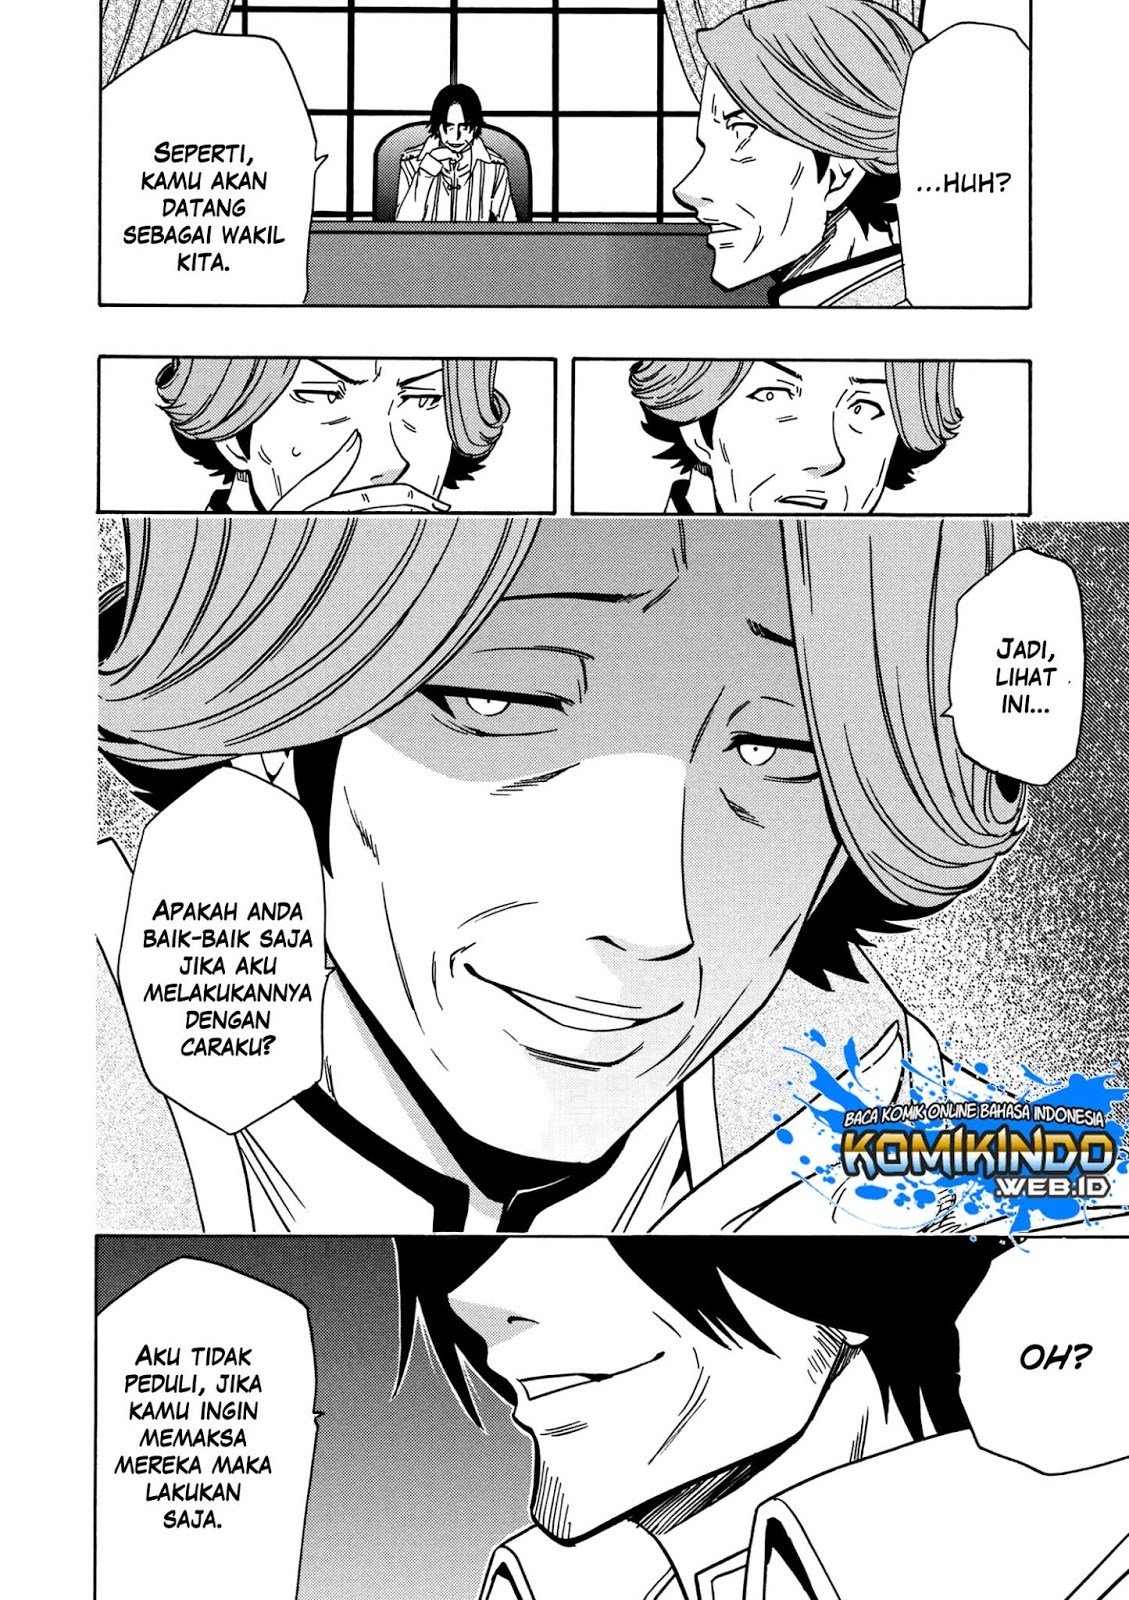 ...HUH?
SEPERTI,
KAMU AKAN
DATANG
SEBAGAI WAKIL
KITA.
JADI,
LIHAT
INI...
APAKAH ANDA
BAIK-BAIK SAJA
JIKA AKU
MELAKUKANNYA
DENGAN
CARAKU?
BACA KOMIK ONLINE BAHASA INDONESIA
KOMIKINDO
.WEB.ID
OH?
AKU TIDAK
PEDULI, JIKA
KAMU INGIN
MEMAKSA
MEREKA MAKA
LAKUKAN
SAJA.